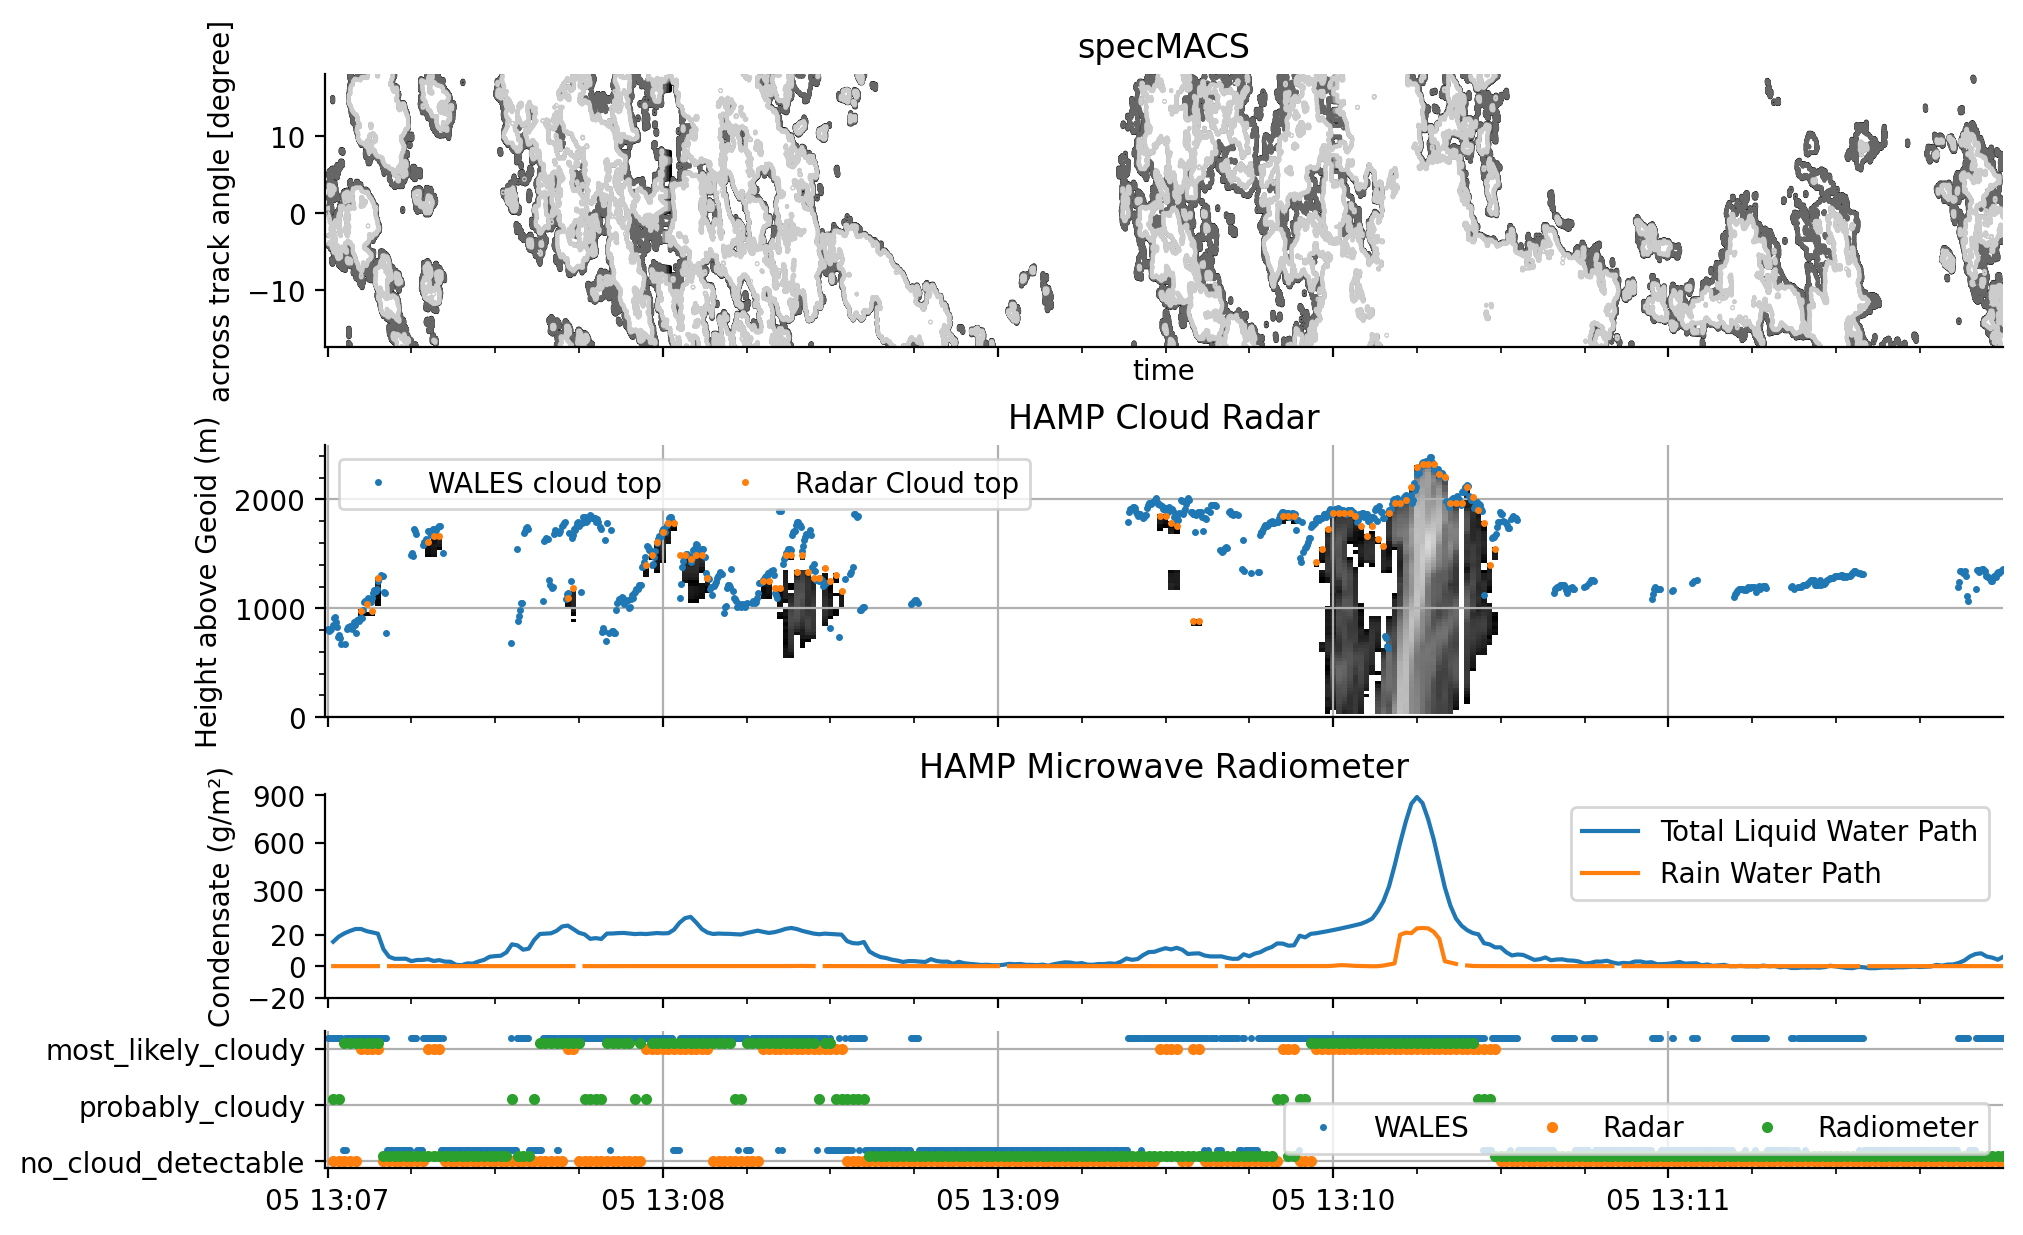 specMACS
across track angle [degree]
10
0
−10
time
HAMP Cloud Radar
Height above Geoid (m)
WALES cloud top Radar Cloud top
2000
1000
0
HAMP Microwave Radiometer
Condensate (g/m²)
900
600
300
20
0
−20
Total Liquid Water Path
Rain Water Path
most_likely_cloudy
probably_cloudy
no_cloud_detectable
WALES Radar Radiometer
05 13:07 05 13:08 05 13:09 05 13:10 05 13:11